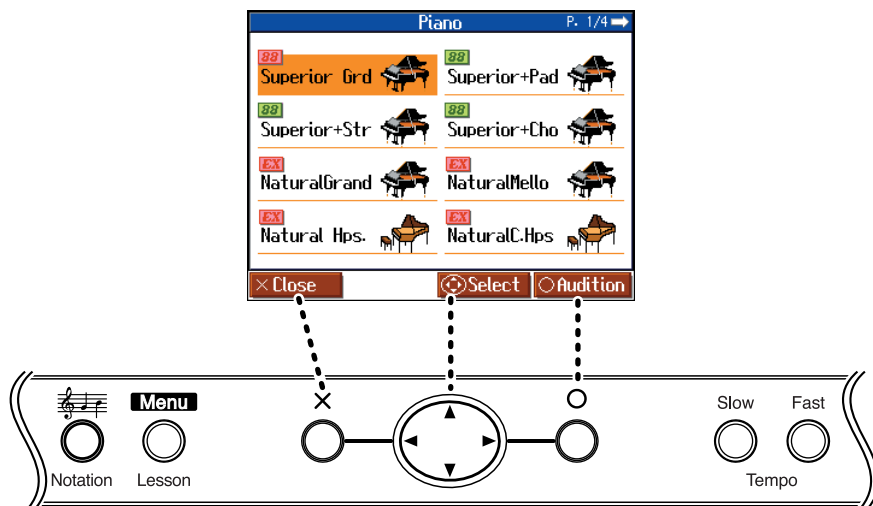 Piano P. 1/4
88 88
Superior Grd Superior+Pad
88 88
Superior+Str Superior+Cho
EX EX
NaturalGrand NaturalMello
EX EX
Natural Hps. NaturalC.Hps
×Close Select ○Audition
Menu × ○ Slow Fast
Notation Lesson Tempo